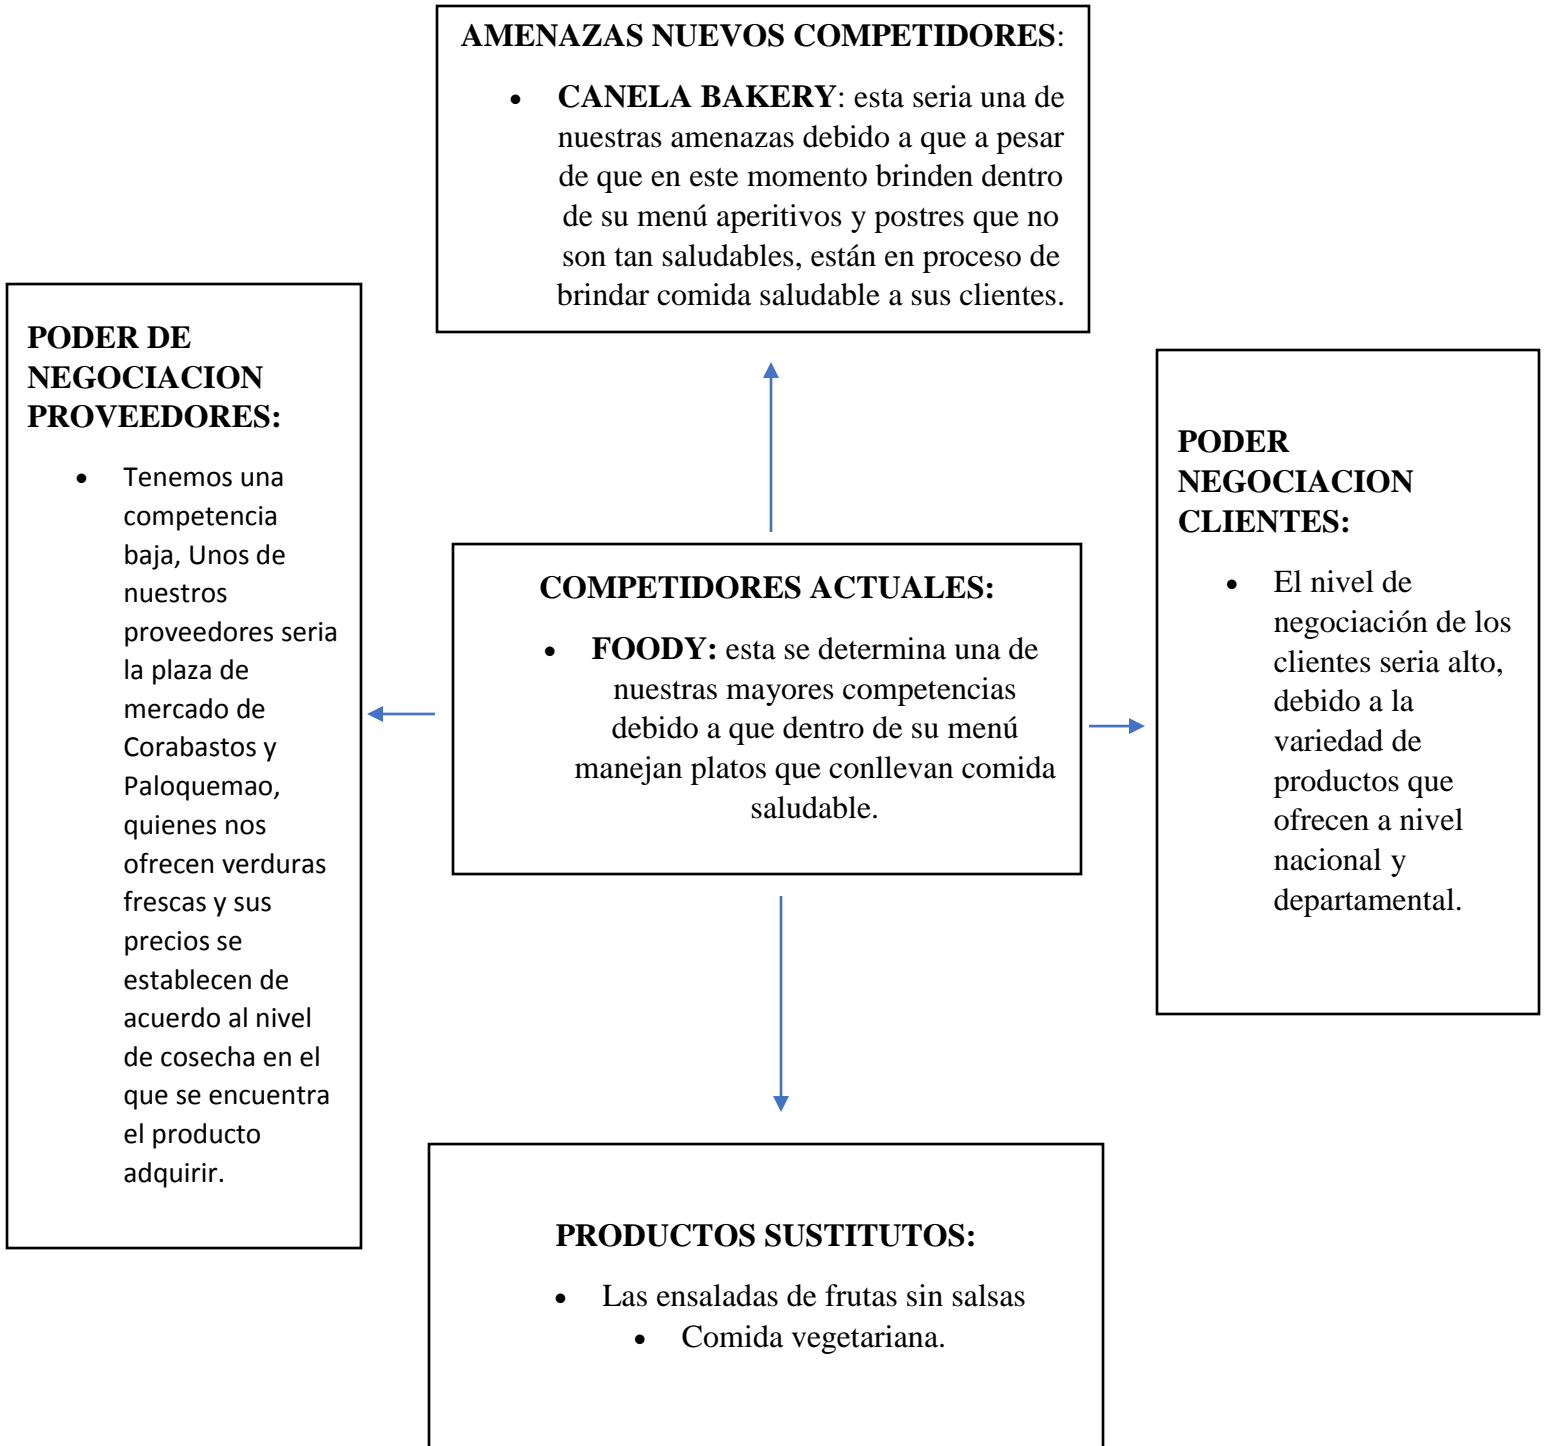 AMENAZAS NUEVOS COMPETIDORES:
• CANELA BAKERY: esta seria una de
nuestras amenazas debido a que a pesar
de que en este momento brinden dentro
de su menú aperitivos y postres que no
son tan saludables, están en proceso de
brindar comida saludable a sus clientes.
PODER DE
NEGOCIACION
PROVEEDORES:
• Tenemos una
competencia
baja, Unos de
nuestros
proveedores seria
la plaza de
mercado de
Corabastos y
Paloquemao,
quienes nos
ofrecen verduras
frescas y sus
precios se
establecen de
acuerdo al nivel
de cosecha en el
que se encuentra
el producto
adquirir.
COMPETIDORES ACTUALES:
• FOODY: esta se determina una de
nuestras mayores competencias
debido a que dentro de su menú
manejan platos que conllevan comida
saludable.
PODER
NEGOCIACION
CLIENTES:
• El nivel de
negociación de los
clientes seria alto,
debido a la
variedad de
productos que
ofrecen a nivel
nacional y
departamental.
PRODUCTOS SUSTITUTOS:
• Las ensaladas de frutas sin salsas
• Comida vegetariana.